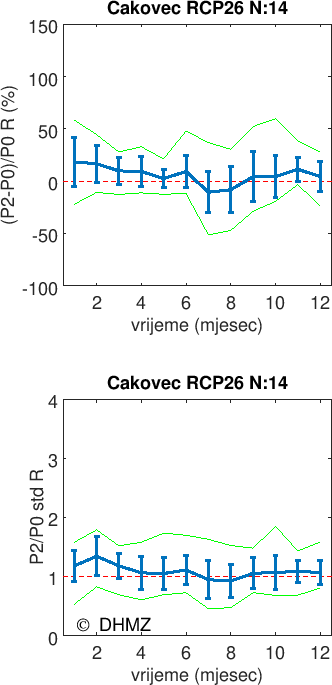 Cakovec RCP26 N:14
(P2-P0)/P0 R (%)
150
100
50
0
-50
-100
2 4 6 8 10 12
vrijeme (mjesec)
Cakovec RCP26 N:14
P2/P0 std R
4
3
2
1
0
© DHMZ
2 4 6 8 10 12
vrijeme (mjesec)